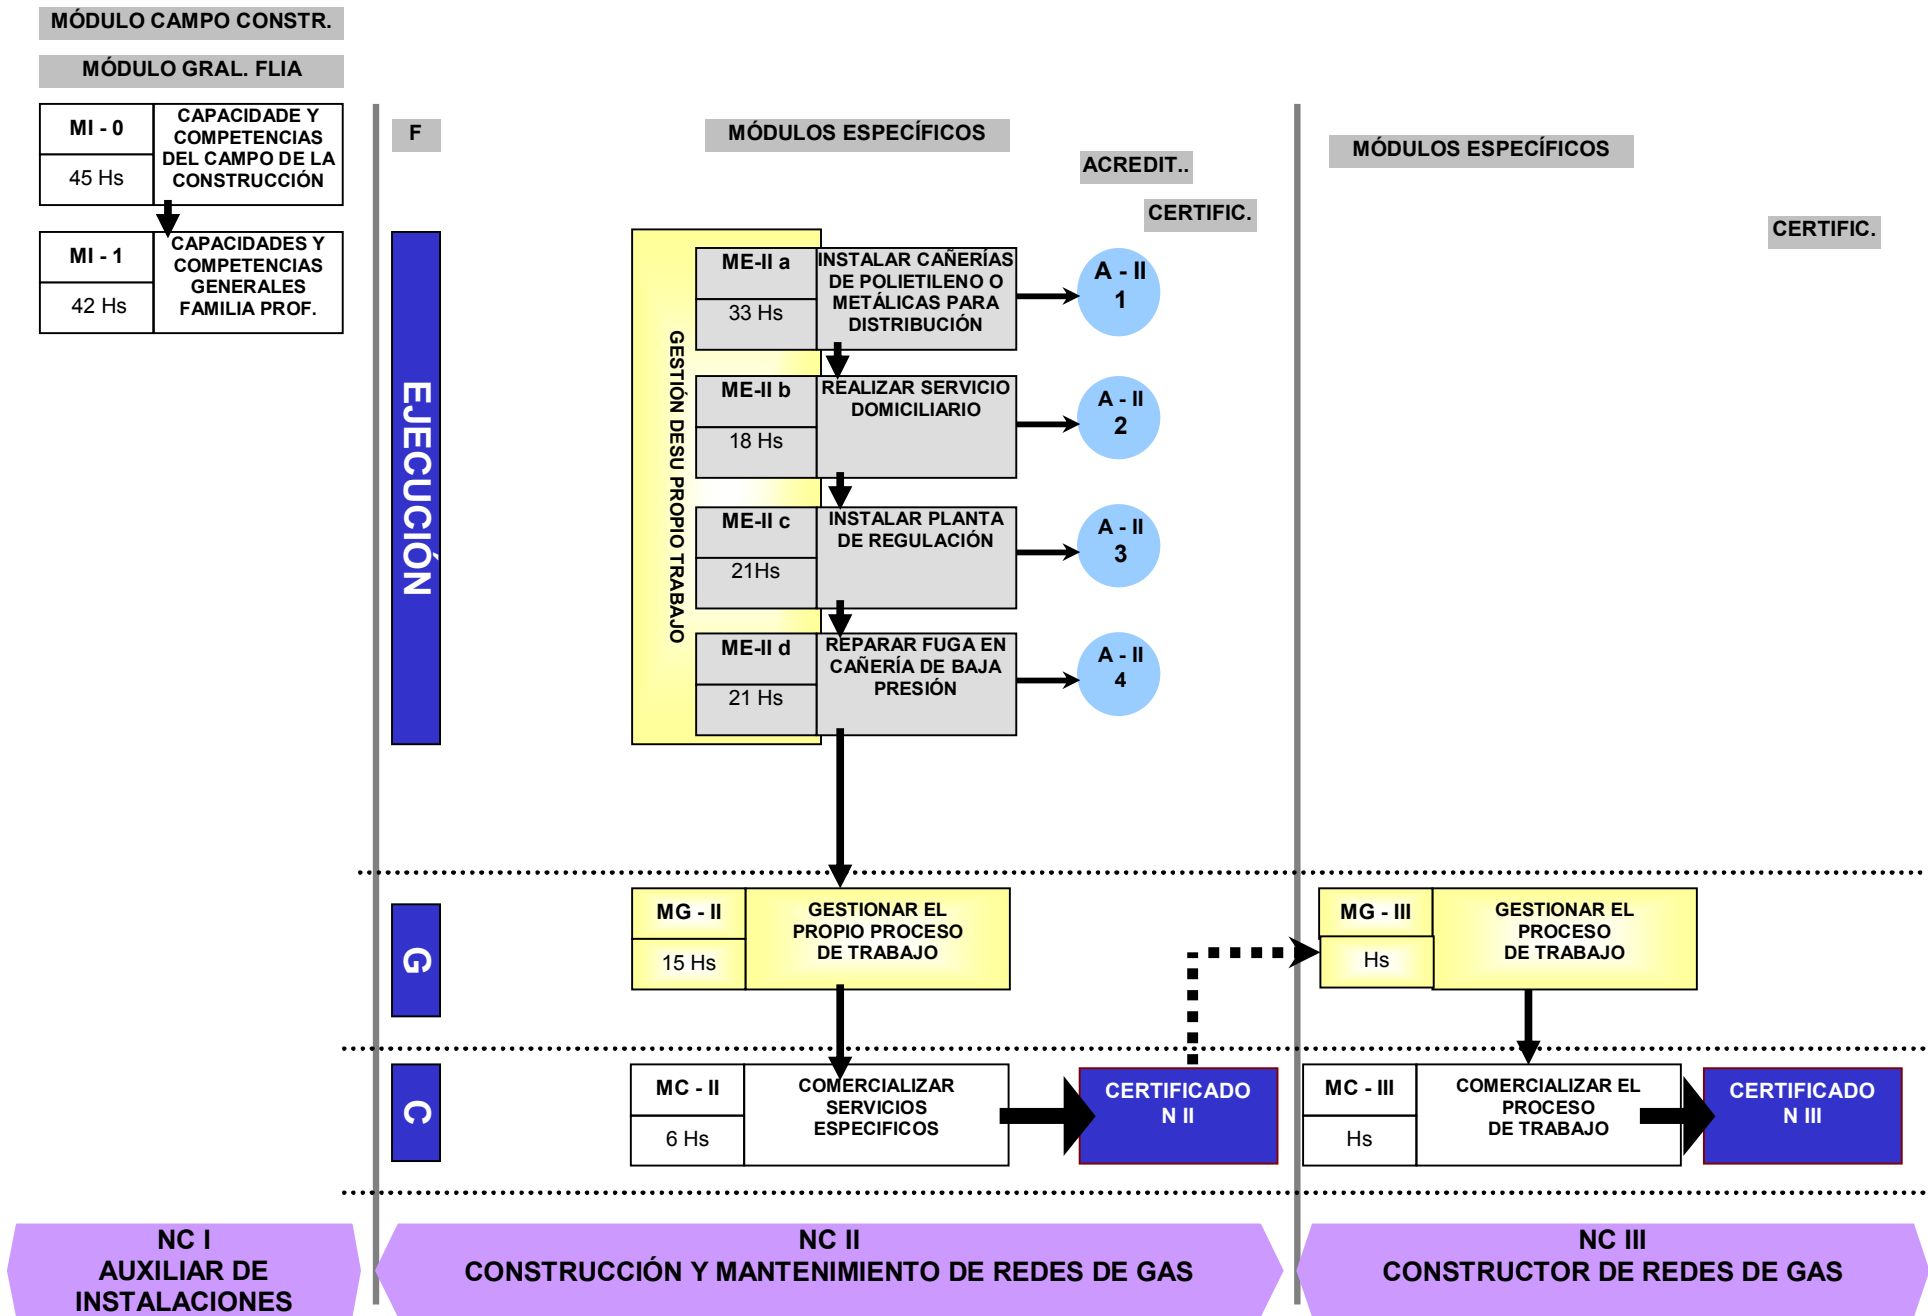 MÓDULO CAMPO CONSTR.
MÓDULO GRAL. FLIA
MI - 0
45 Hs
CAPACIDADE Y
COMPETENCIAS
DEL CAMPO DE LA
CONSTRUCCIÓN
MI - 1
42 Hs
CAPACIDADES Y
COMPETENCIAS
GENERALES
FAMILIA PROF.
F
MÓDULOS ESPECÍFICOS
ACREDIT..
CERTIFIC.
EJECUCIÓN
GESTIÓN DESU PROPIO TRABAJO
ME-II a
33 Hs
INSTALAR CAÑERÍAS
DE POLIETILENO O
METÁLICAS PARA
DISTRIBUCIÓN
A - II
1
ME-II b
18 Hs
REALIZAR SERVICIO
DOMICILIARIO
A - II
2
ME-II c
21Hs
INSTALAR PLANTA
DE REGULACIÓN
A - II
3
ME-II d
21 Hs
REPARAR FUGA EN
CAÑERÍA DE BAJA
PRESIÓN
A - II
4
G
MG - II
15 Hs
GESTIONAR EL
PROPIO PROCESO
DE TRABAJO
C
MC - II
6 Hs
COMERCIALIZAR
SERVICIOS
ESPECIFICOS
CERTIFICADO
N II
MÓDULOS ESPECÍFICOS
CERTIFIC.
MG - III
Hs
GESTIONAR EL
PROCESO
DE TRABAJO
MC - III
Hs
COMERCIALIZAR EL
PROCESO
DE TRABAJO
CERTIFICADO
N III
NC I
AUXILIAR DE
INSTALACIONES
NC II
CONSTRUCCIÓN Y MANTENIMIENTO DE REDES DE GAS
NC III
CONSTRUCTOR DE REDES DE GAS